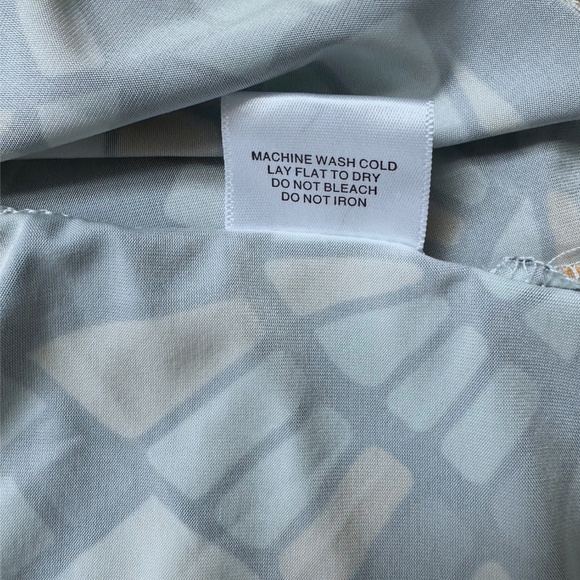 MACHINE WASH COLD
LAY FLAT TO DRY
DO NOT BLEACH
DO NOT IRON